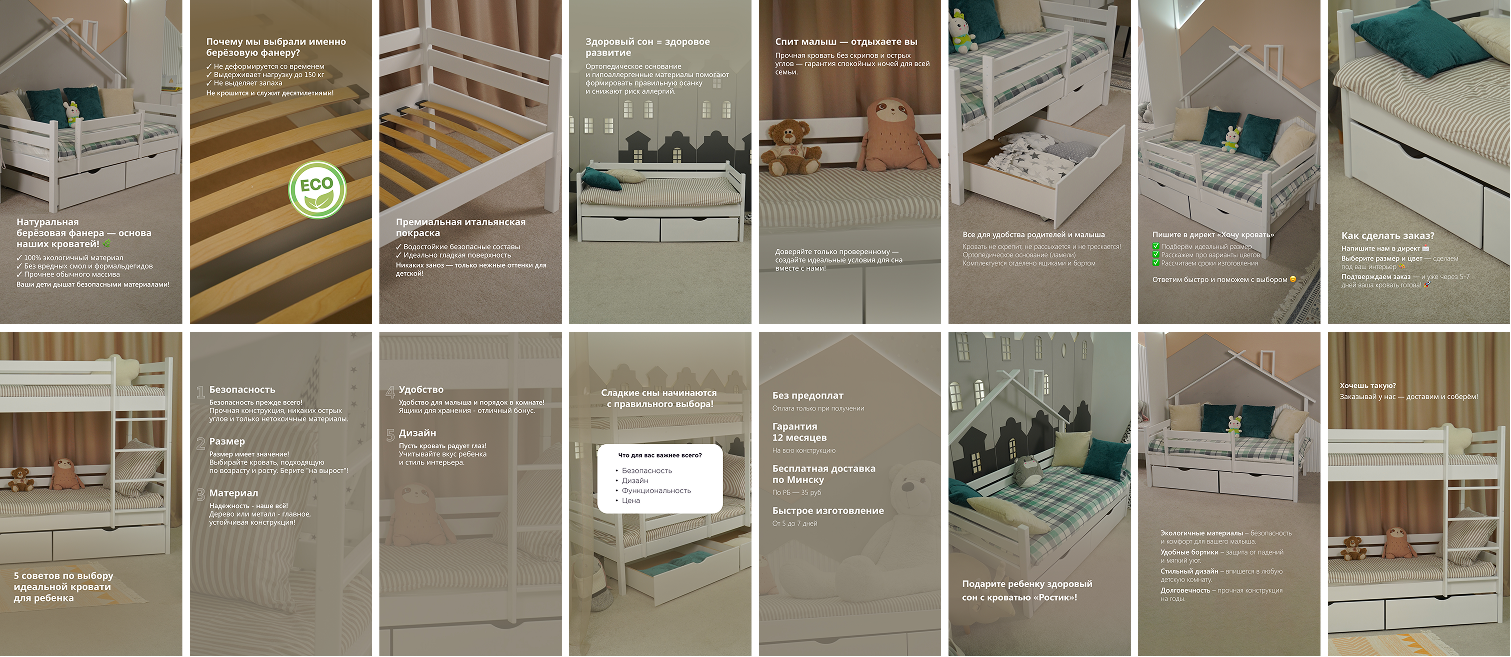 Натуральная
берёзовая фанера — основа
наших кроватей!
✓ 100% экологичный материал
✓ Без вредных смол и формальдегидов
✓ Прочнее обычного массива
Ваши дети дышат безопасными материалами!
Почему мы выбрали именно
берёзовую фанеру?
✓ Не деформируется со временем
✓ Выдерживает нагрузку до 150 кг
✓ Не выделяет запаха
Не крошится и служит десятилетиями!
ECO
Премиальная итальянская
покраска
✓ Водостойкие безопасные составы
✓ Идеально гладкая поверхность
Никаких заноз — только нежные оттенки для
детской!
Здоровый сон = здоровое
развитие
Ортопедическое основание
и гипоаллергенные материалы помогают
формировать правильную осанку
и снижают риск аллергий.
Спит малыш — отдыхаете вы
Прочная кровать без скрипов и острых
углов — гарантия спокойных ночей для всей
семьи.
Доверяйте только проверенному —
создайте идеальные условия для сна
вместе с нами!
Все для удобства родителей и малыша
Кровать не скрепит, не рассыхается и не трескается!
Ортопедическое основание (ламели)
Комплектуется отделено ящиками и бортом
Пишите в директ «Хочу кровать»
✅ Подберём идеальный размер
✅ Расскажем про варианты цветов
✅ Рассчитаем сроки изготовления
Ответим быстро и поможем с выбором 😊
Как сделать заказ?
Напишите нам в директ ✉
Выберите размер и цвет — сделаем
под ваш интерьер.
Подтверждаем заказ — и уже через 5-7
дней ваша кровать готова! 🚀
5 советов по выбору
идеальной кровати
для ребенка
1 Безопасность
Безопасность прежде всего!
Прочная конструкция, никаких острых
углов и только нетоксичные материалы.
2 Размер
Размер имеет значение!
Выбирайте кровать, подходящую
по возрасту и росту. Берите "на вырост"!
3 Материал
Надежность - наше всё!
Дерево или металл - главное,
устойчивая конструкция!
4 Удобство
Удобство для малыша и порядок в комнате!
Ящики для хранения - отличный бонус.
5 Дизайн
Пусть кровать радует глаз!
Учитывайте вкус ребенка
и стиль интерьера.
Сладкие сны начинаются
с правильного выбора!
Что для вас важнее всего?
• Безопасность
• Дизайн
• Функциональность
• Цена
Без предоплат
Оплата только при получении
Гарантия
12 месяцев
На всю конструкцию
Бесплатная доставка
по Минску
По РБ — 35 руб
Быстрое изготовление
От 5 до 7 дней
Подарите ребенку здоровый
сон с кроватью «Ростик»!
Экологичные материалы – безопасность
и комфорт для вашего малыша.
Удобные бортики – защита от падений
и мягкий уют.
Стильный дизайн – впишется в любую
детскую комнату.
Долговечность – прочная конструкция
на годы.
Хочешь такую?
Заказывай у нас — доставим и соберём!